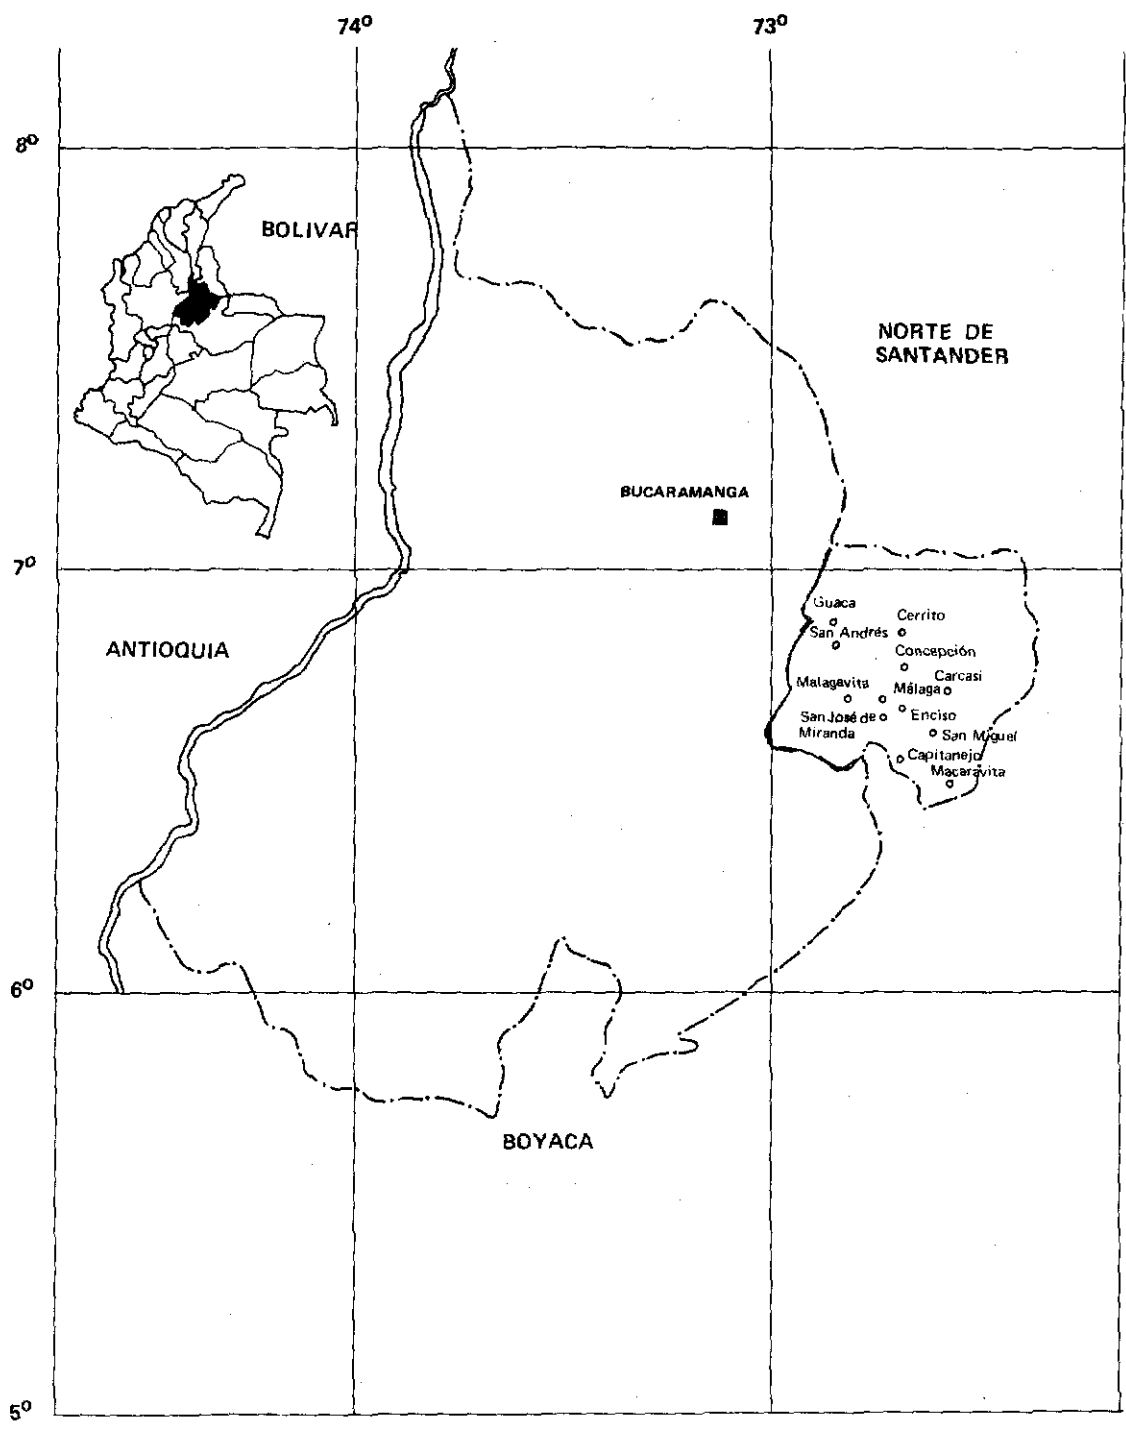 74º
73º
8º
BOLIVAR
NORTE DE
SANTANDER
BUCARAMANGA
7º
Guaca
Cerrito
San Andrés
ANTIOQUIA
Concepción
Carcasi
Malagavita
Málaga
San José de
Miranda
Enciso
San Miguel
Capitanejo
Macaravita
6º
BOYACA
5º